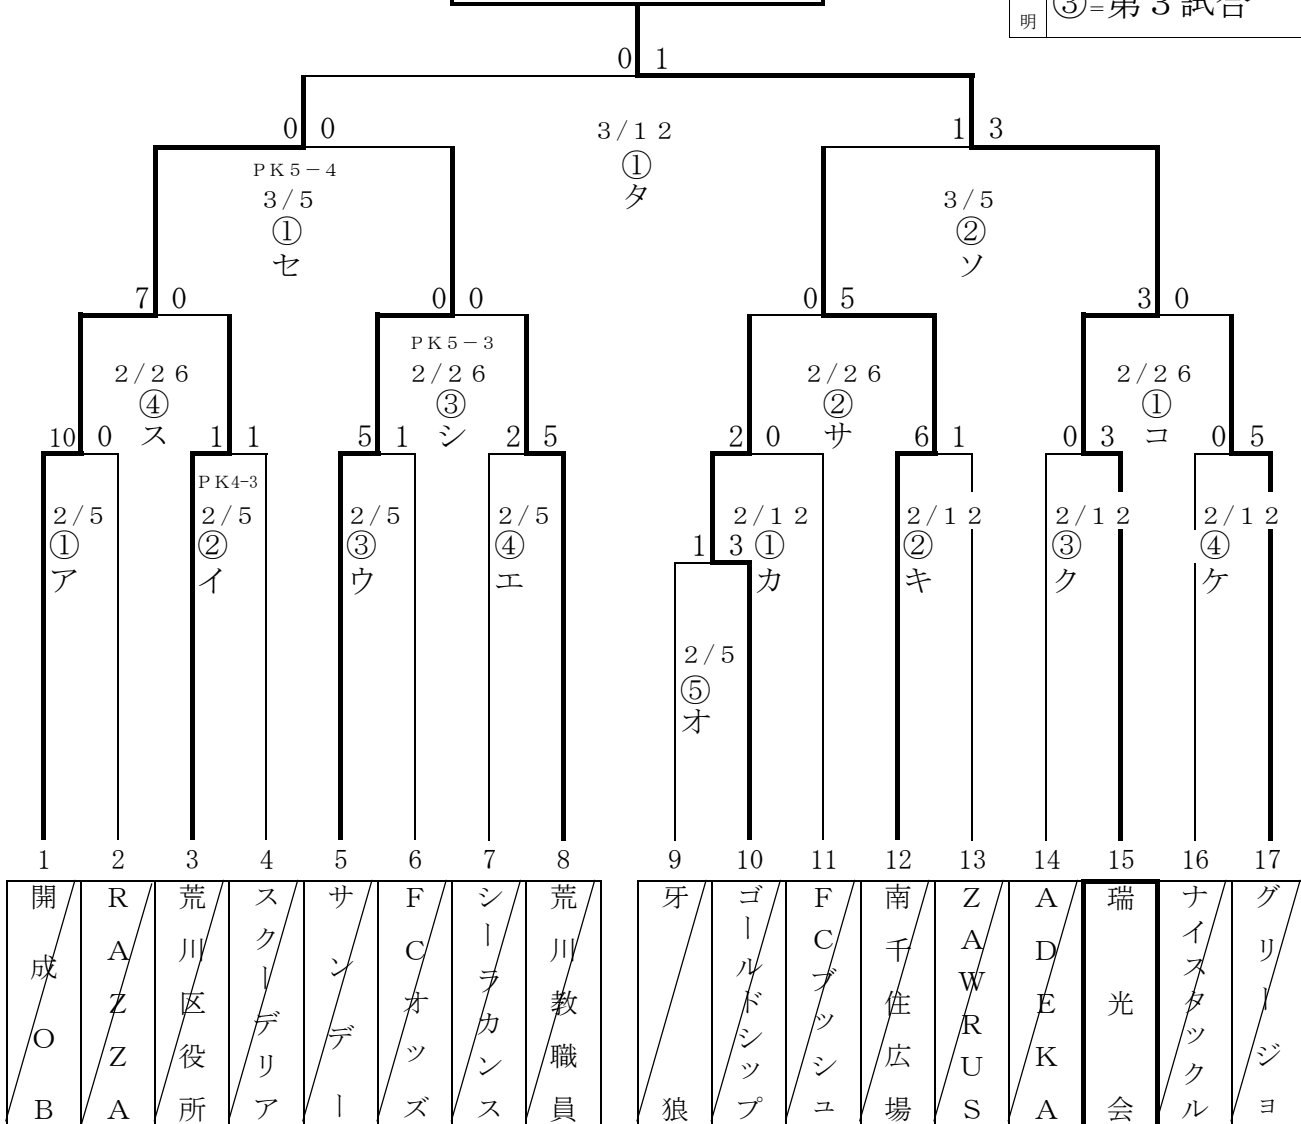 明
③=第３試合
0 1
0 0
3/12
1 3
PK5-4
①
3/5
タ
3/5
①
②
セ
ソ
7 0
0 0
0 5
3 0
PK5-3
2/26
2/26
2/26
2/26
④
③
②
①
ス
シ
サ
コ
10 0
1 1
5 1
2 5
2 0
6 1
0 3
0 5
PK4-3
2/5
2/5
2/5
2/5
2/12
2/12
2/12
2/12
①
②
③
④
1 3
①
②
③
④
ア
イ
ウ
エ
カ
キ
ク
ケ
2/5
⑤
オ
1 2 3 4 5 6 7 8 9 10 11 12 13 14 15 16 17
開成OB
RAZZA
荒川区役所
スクーデリア
サンデー
FCオッズ
シーラカンス
荒川教職員
牙狼
ゴールドシップ
FCブッシュ
南千住広場
ZAWRUS
ADEKA
瑞光会
ナイスタックル
グリージョ